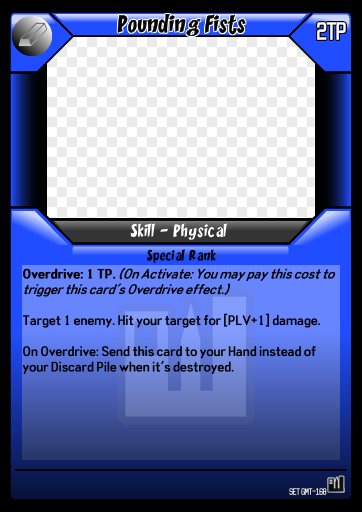 Pounding Fists
2TP
Skill - Physical
Special Rank
Overdrive: 1 TP. (On Activate: You may pay this cost to
trigger this card's Overdrive effect.)
Target 1 enemy. Hit your target for [PLV+1] damage.
On Overdrive: Send this card to your Hand instead of
your Discard Pile when it's destroyed.
SET GMT-168